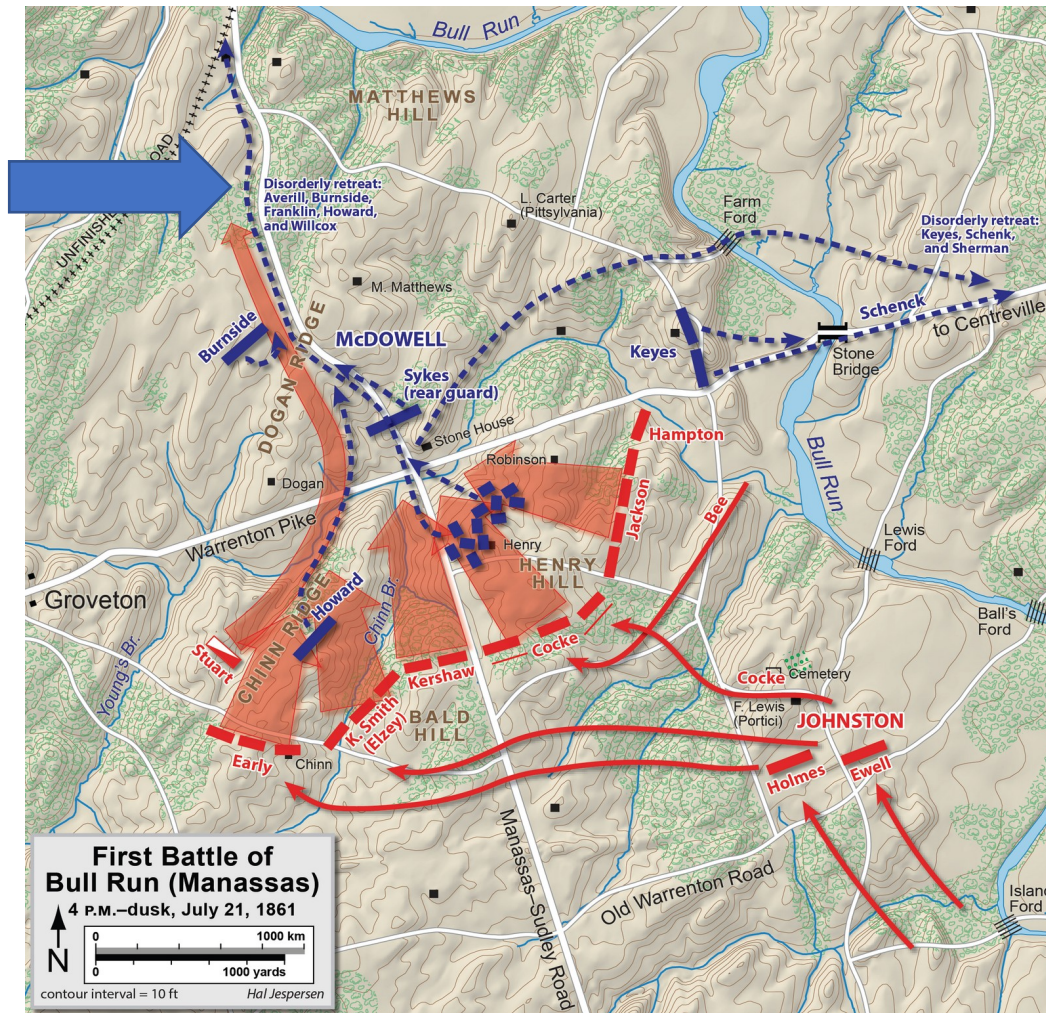 Bull Run
MATTHEWS
HILL
UNFINISHED
OAD
Disorderly retreat:
Averill, Burnside,
Franklin, Howard,
and Willcox
L. Carter
(Pittsylvania)
Farm
Ford
Disorderly retreat:
Keyes, Schenk,
and Sherman
M. Matthews
Burnside
DOGAN RIDGE
McDOWELL
Sykes
(rear guard)
Keyes
Schenck
to Centreville
Stone
Bridge
Stone House
Hampton
Robinson
Dogan
Jackson
Bee
Bull Run
Warrenton Pike
Henry
HENRY
HILL
Lewis
Ford
Groveton
Howard
Chinn Br.
Ball's
Ford
Stuart
CHINN RIDGE
Young's Br.
Cocke
Kershaw
Cocke
Cemetery
F. Lewis
(Portici)
K. Smith
(Elzey)
BALD
HILL
JOHNSTON
Early
Chinn
Holmes
Ewell
Manassas–Sudley Road
Old Warrenton Road
Island
Ford
First Battle of
Bull Run (Manassas)
4 P.M.–dusk, July 21, 1861
N
0
1000 km
0
1000 yards
contour interval = 10 ft
Hal Jespersen